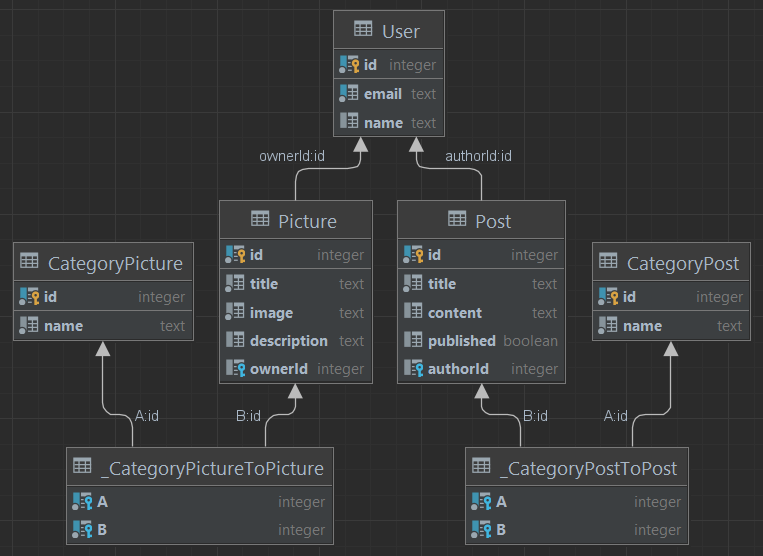 User
id integer
email text
name text
ownerId:id
authorId:id
Picture
id integer
title text
image text
description text
ownerId integer
Post
id integer
title text
content text
published boolean
authorId integer
CategoryPicture
id integer
name text
CategoryPost
id integer
name text
A:id
B:id
B:id
A:id
_CategoryPictureToPicture
A integer
B integer
_CategoryPostToPost
A integer
B integer